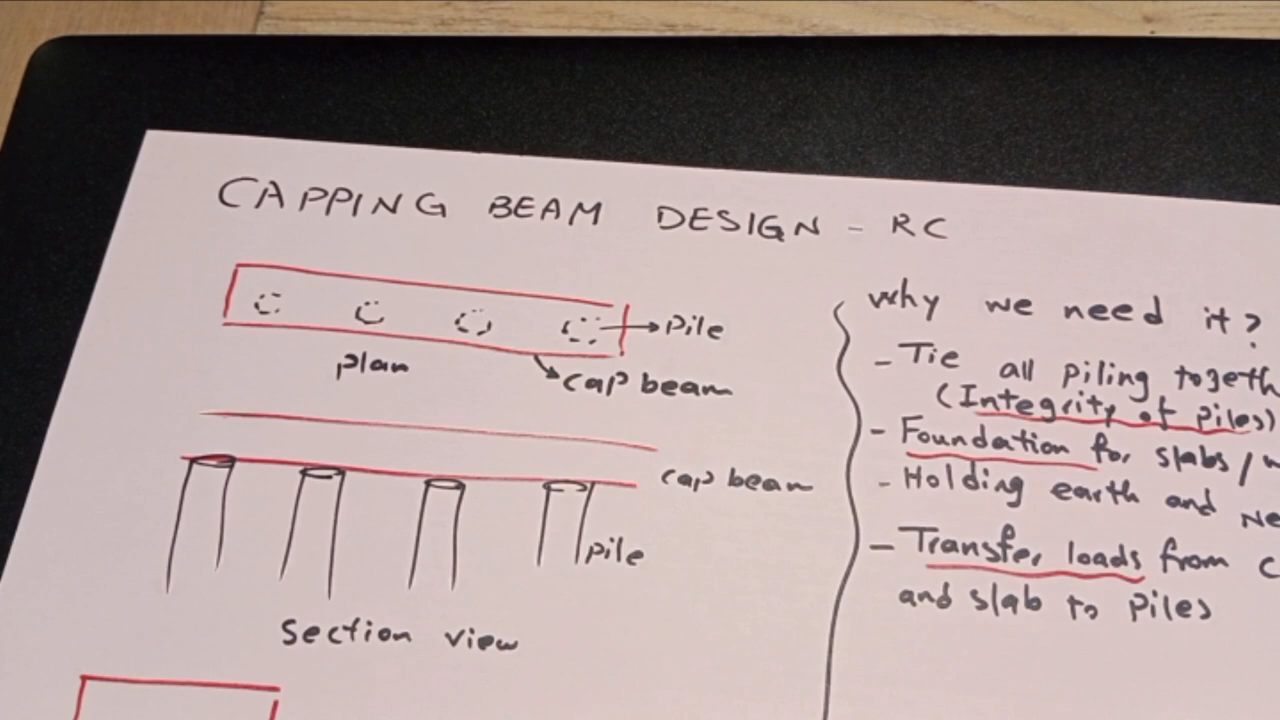 CAPPING BEAM DESIGN - RC
Pile
plan
cap beam
cap beam
pile
Section view
Why we need it?
- Tie all piling
(Integrity of piles)
- Foundation for slabs /
- Holding earth and
- Transfer loads from
and slab to piles